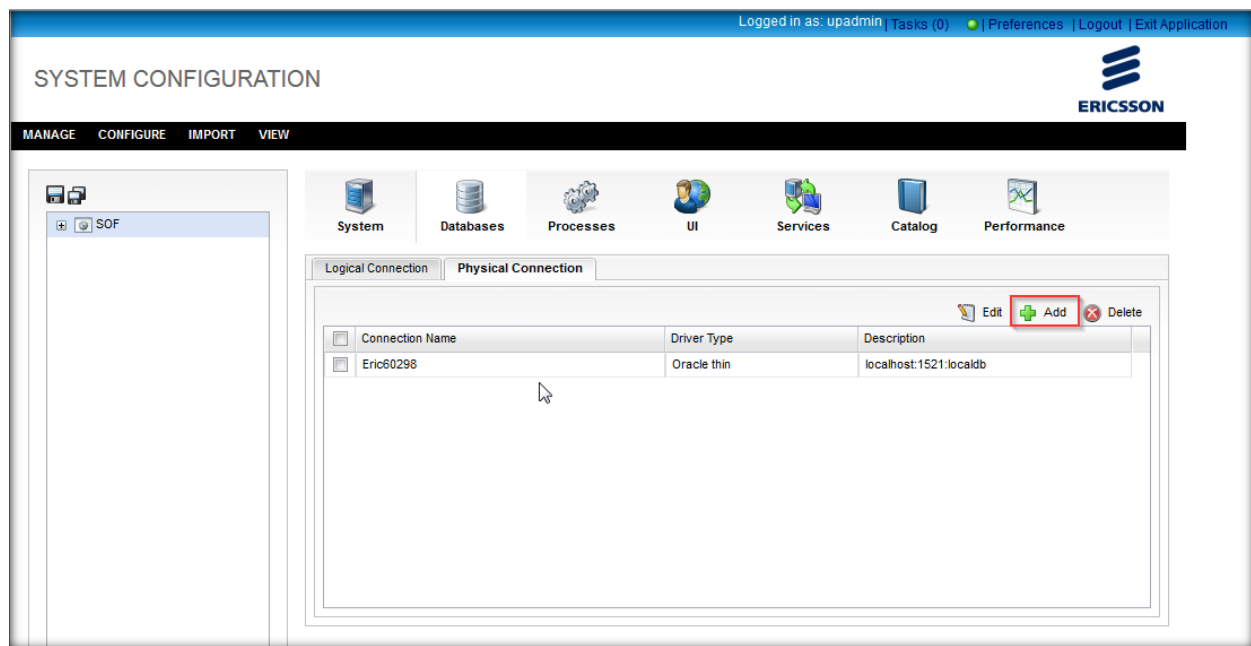 Logged in as: upadmin | Tasks (0) | Preferences | Logout | Exit Application
SYSTEM CONFIGURATION
ERICSSON
MANAGE CONFIGURE IMPORT VIEW
SOF
System Databases Processes UI Services Catalog Performance
Logical Connection Physical Connection
Edit Add Delete
Connection Name Driver Type Description
Eric60298 Oracle thin localhost:1521:localdb